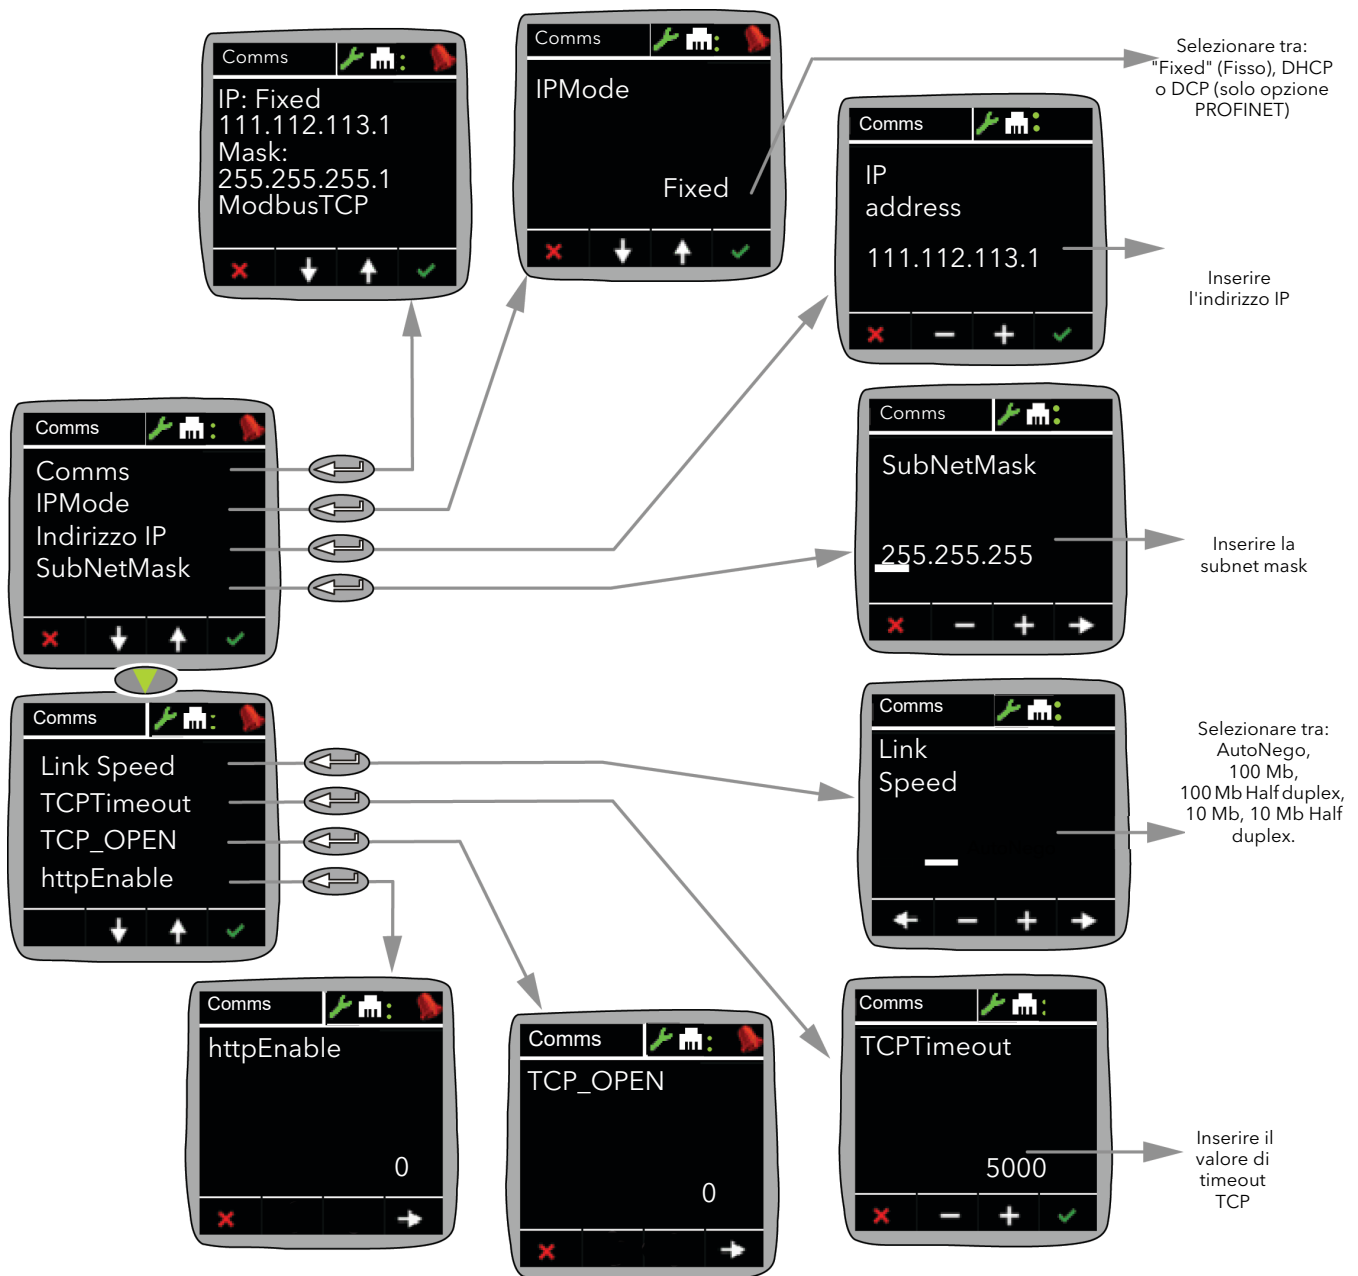 Comms
IP: Fixed
111.112.113.1
Mask:
255.255.255.1
ModbusTCP
Comms
IPMode
Fixed
Selezionare tra:
"Fixed" (Fisso), DHCP
o DCP (solo opzione
PROFINET)
Comms
IP
address
111.112.113.1
Inserire
l'indirizzo IP
Comms
Comms
IPMode
Indirizzo IP
SubNetMask
Comms
SubNetMask
255.255.255
Inserire la
subnet mask
Comms
Link Speed
TCPTimeout
TCP_OPEN
httpEnable
Comms
Link
Speed
Selezionare tra:
AutoNego,
100 Mb,
100 Mb Half duplex,
10 Mb, 10 Mb Half
duplex.
Comms
httpEnable
0
Comms
TCP_OPEN
0
Comms
TCPTimeout
5000
Inserire il
valore di
timeout
TCP